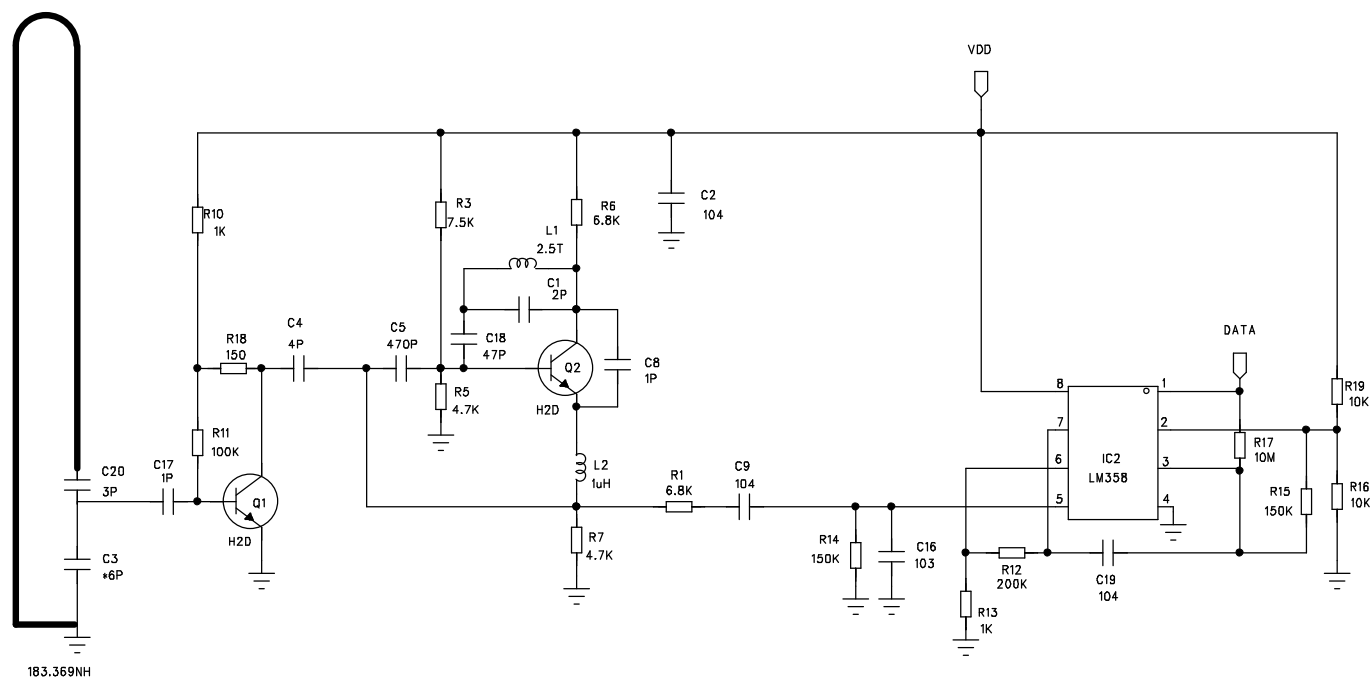 VDD
R10
1K
R3
7.5K
R6
6.8K
C2
104
L1
2.5T
C1
2P
DATA
C4
4P
C5
470P
C18
47P
R18
150
Q2
C8
1P
R5
4.7K
H2D
8
1
R19
10K
7
2
R11
100K
R17
10M
IC2
LM358
6
3
C20
3P
C17
1P
L2
1uH
R1
6.8K
C9
104
R15
150K
R16
10K
Q1
5
4
H2D
R7
4.7K
R14
150K
C16
103
C3
*6P
R12
200K
C19
104
R13
1K
183.369NH